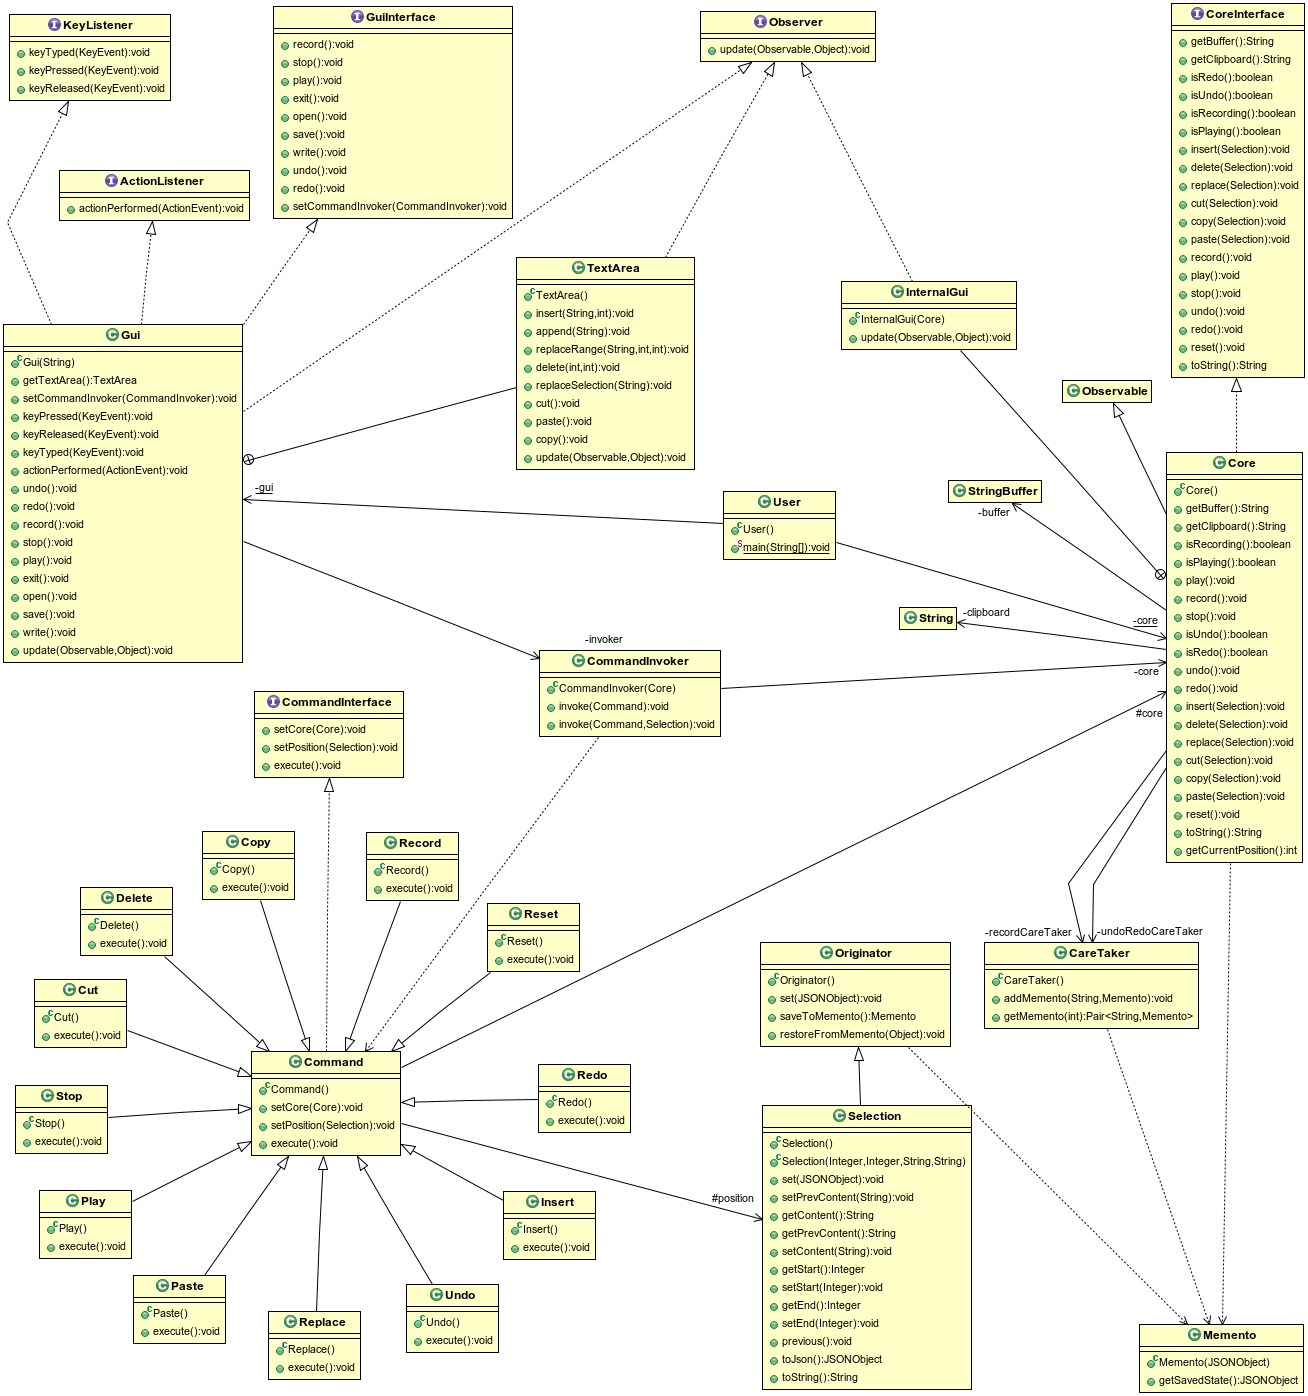 KeyListener
keyTyped(KeyEvent):void
keyPressed(KeyEvent):void
keyReleased(KeyEvent):void
GuiInterface
record():void
stop():void
play():void
exit():void
open():void
save():void
write():void
undo():void
redo():void
setCommandInvoker(CommandInvoker):void
Observer
update(Observable,Object):void
CoreInterface
getBuffer():String
getClipboard():String
isRedo():boolean
isUndo():boolean
isRecording():boolean
isPlaying():boolean
insert(Selection):void
delete(Selection):void
replace(Selection):void
cut(Selection):void
copy(Selection):void
paste(Selection):void
record():void
play():void
stop():void
undo():void
redo():void
reset():void
toString():String
ActionListener
actionPerformed(ActionEvent):void
TextArea
TextArea()
insert(String,int):void
append(String):void
replaceRange(String,int,int):void
delete(int,int):void
replaceSelection(String):void
cut():void
paste():void
copy():void
update(Observable,Object):void
InternalGui
InternalGui(Core)
update(Observable,Object):void
Gui
Gui(String)
getTextArea():TextArea
setCommandInvoker(CommandInvoker):void
keyPressed(KeyEvent):void
keyReleased(KeyEvent):void
keyTyped(KeyEvent):void
actionPerformed(ActionEvent):void
undo():void
redo():void
record():void
stop():void
play():void
exit():void
open():void
save():void
write():void
update(Observable,Object):void
Observable
StringBuffer
-buffer
-gui
User
User()
main(String[]):void
String
-clipboard
-core
-core
#core
Core
Core()
getBuffer():String
getClipboard():String
isRecording():boolean
isPlaying():boolean
play():void
record():void
stop():void
isUndo():boolean
isRedo():boolean
undo():void
redo():void
insert(Selection):void
delete(Selection):void
replace(Selection):void
cut(Selection):void
copy(Selection):void
paste(Selection):void
reset():void
toString():String
getCurrentPosition():int
-invoker
CommandInvoker
CommandInvoker(Core)
invoke(Command):void
invoke(Command,Selection):void
CommandInterface
setCore(Core):void
setPosition(Selection):void
execute():void
Copy
Copy()
execute():void
Record
Record()
execute():void
Delete
Delete()
execute():void
Reset
Reset()
execute():void
Cut
Cut()
execute():void
-recordCareTaker
-undoRedoCareTaker
Originator
Originator()
set(JSONObject):void
saveToMemento():Memento
restoreFromMemento(Object):void
CareTaker
CareTaker()
addMemento(String,Memento):void
getMemento(int):Pair<String,Memento>
Command
Command()
setCore(Core):void
setPosition(Selection):void
execute():void
Stop
Stop()
execute():void
Redo
Redo()
execute():void
Play
Play()
execute():void
#position
Insert
Insert()
execute():void
Selection
Selection()
Selection(Integer,Integer,String,String)
set(JSONObject):void
setPrevContent(String):void
getContent():String
getPrevContent():String
setContent(String):void
getStart():Integer
setStart(Integer):void
getEnd():Integer
setEnd(Integer):void
previous():void
toJson():JSONObject
toString():String
Paste
Paste()
execute():void
Replace
Replace()
execute():void
Undo
Undo()
execute():void
Memento
Memento(JSONObject)
getSavedState():JSONObject